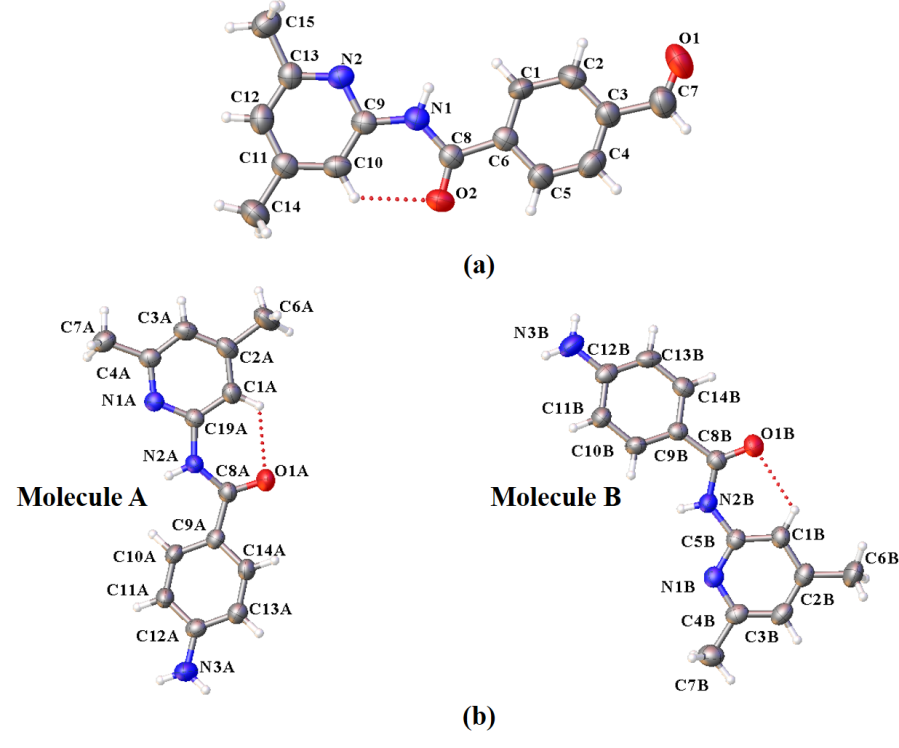 C15
O1
C13
N2
C2
C1
C3
C7
C12
C9
N1
C8
C4
C11
C10
C6
O2
C5
C14
(a)
C6A
C3A
C7A
C2A
C4A
C1A
N1A
C19A
N2A
C8A
O1A
Molecule A
C9A
C10A
C14A
C11A
C13A
C12A
N3A
N3B
C12B
C13B
C14B
C11B
C8B
O1B
C10B
C9B
Molecule B
N2B
C5B
C1B
C6B
N1B
C2B
C4B
C3B
C7B
(b)